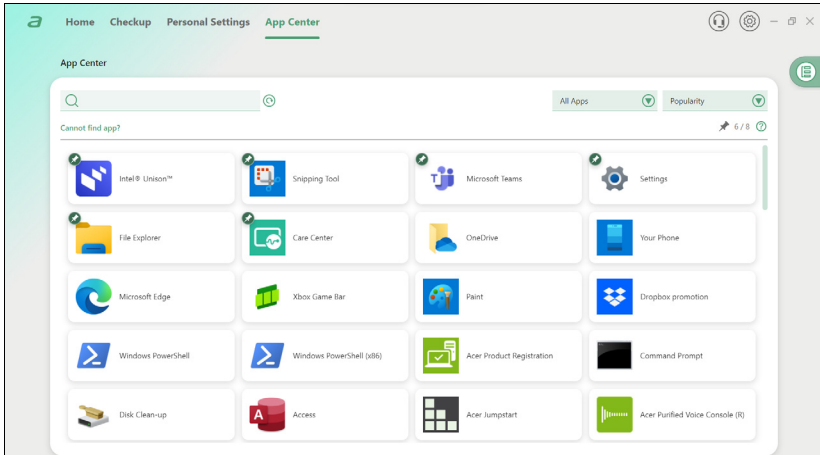 Home Checkup Personal Settings App Center
App Center
All Apps Popularity
Cannot find app? 6 / 8
Intel® Unison™ Snipping Tool Microsoft Teams Settings
File Explorer Care Center OneDrive Your Phone
Microsoft Edge Xbox Game Bar Paint Dropbox promotion
Windows PowerShell Windows PowerShell (x86) Acer Product Registration Command Prompt
Disk Clean-up Access Acer Jumpstart Acer Purified Voice Console (R)